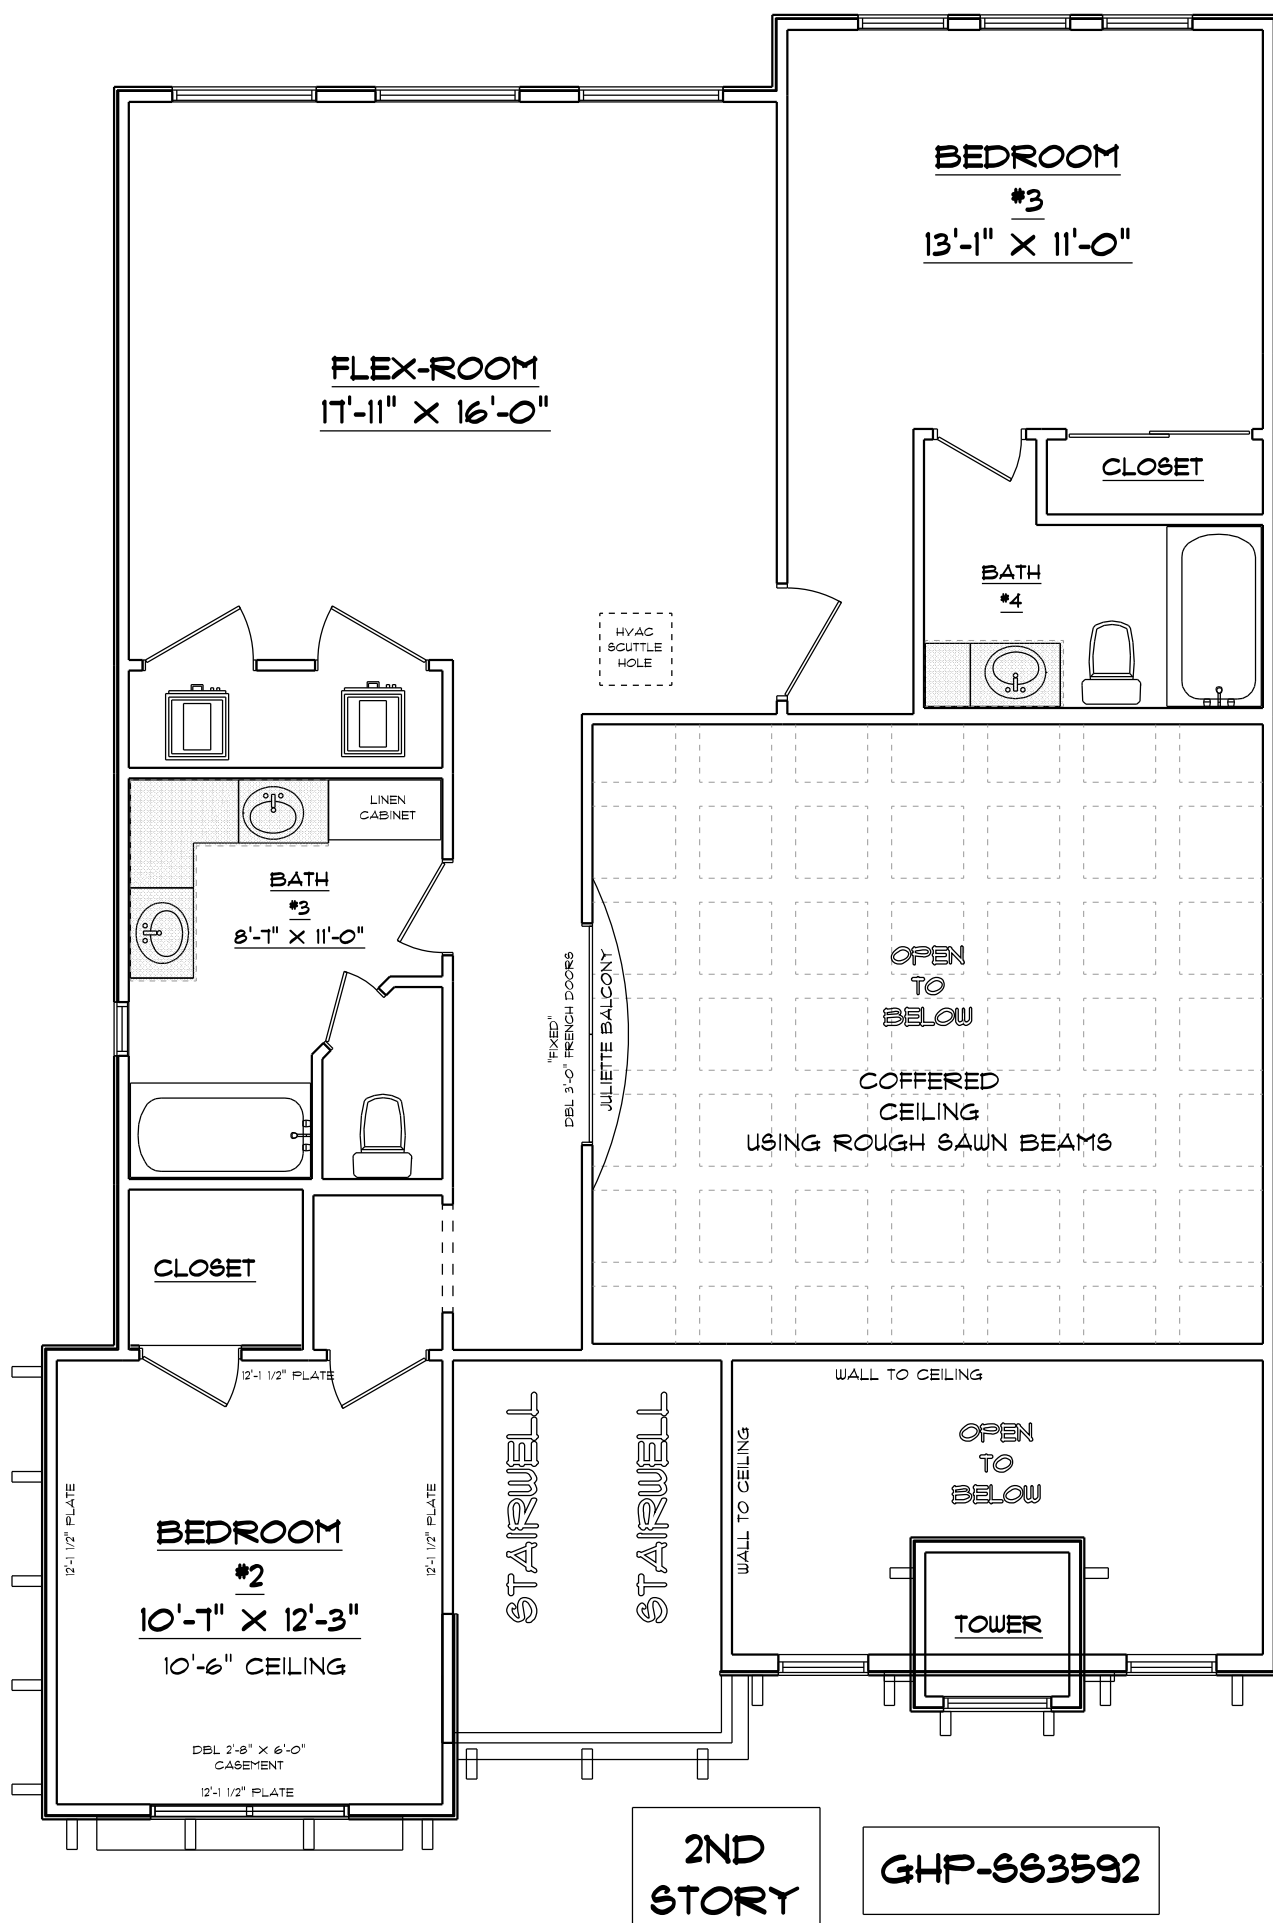 BEDROOM
#3
13'-1" X 11'-0"
FLEX-ROOM
17'-11" X 16'-0"
CLOSET
BATH
#4
HVAC
SCUTTLE
HOLE
LINEN
CABINET
BATH
#3
8'-7" X 11'-0"
"FIXED"
DBL 3'-0" FRENCH DOORS
JULIETTE BALCONY
OPEN
TO
BELOW
COFFERED
CEILING
USING ROUGH SAWN BEAMS
CLOSET
12'-1 1/2" PLATE
WALL TO CEILING
STAIRWELL
STAIRWELL
WALL TO CEILING
OPEN
TO
BELOW
12'-1 1/2" PLATE
12'-1 1/2" PLATE
BEDROOM
#2
10'-7" X 12'-3"
10'-6" CEILING
TOWER
DBL 2'-8" X 6'-0"
CASEMENT
12'-1 1/2" PLATE
2ND
STORY
GHP-SS3592